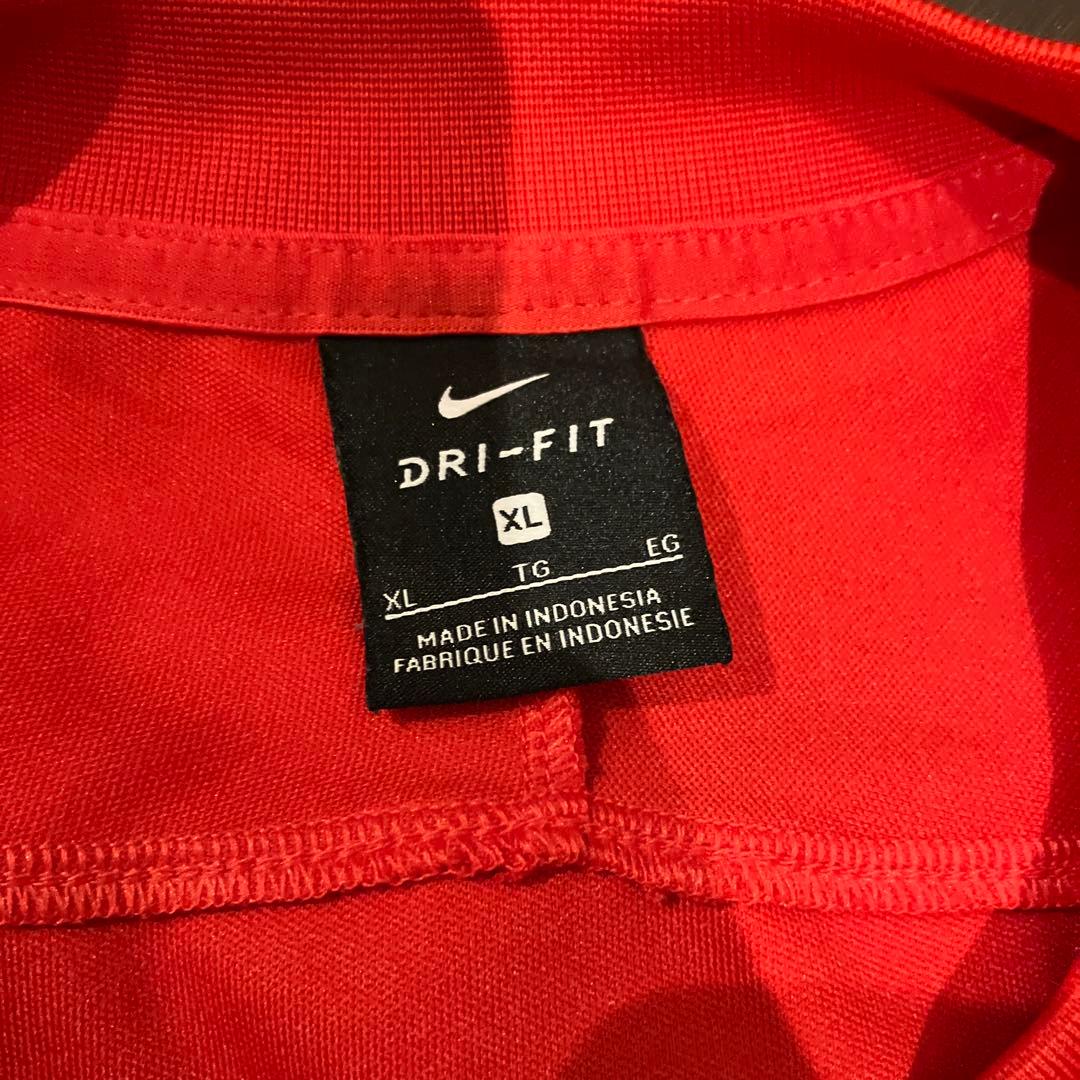 DRI-FIT
XL
XL TG EG
MADE IN INDONESIA
FABRIQUE EN INDONESIE